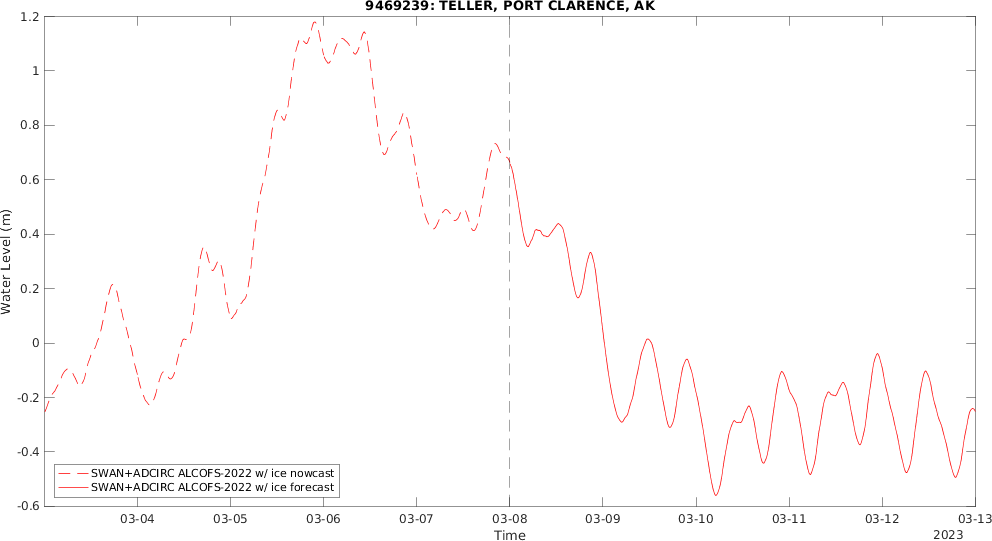 9469239: TELLER, PORT CLARENCE, AK
1.2
1
0.8
0.6
0.4
0.2
0
-0.2
-0.4
-0.6
Water Level (m)
SWAN+ADCIRC ALCOFS-2022 w/ ice nowcast
SWAN+ADCIRC ALCOFS-2022 w/ ice forecast
03-04 03-05 03-06 03-07 03-08 03-09 03-10 03-11 03-12 03-13
Time
2023